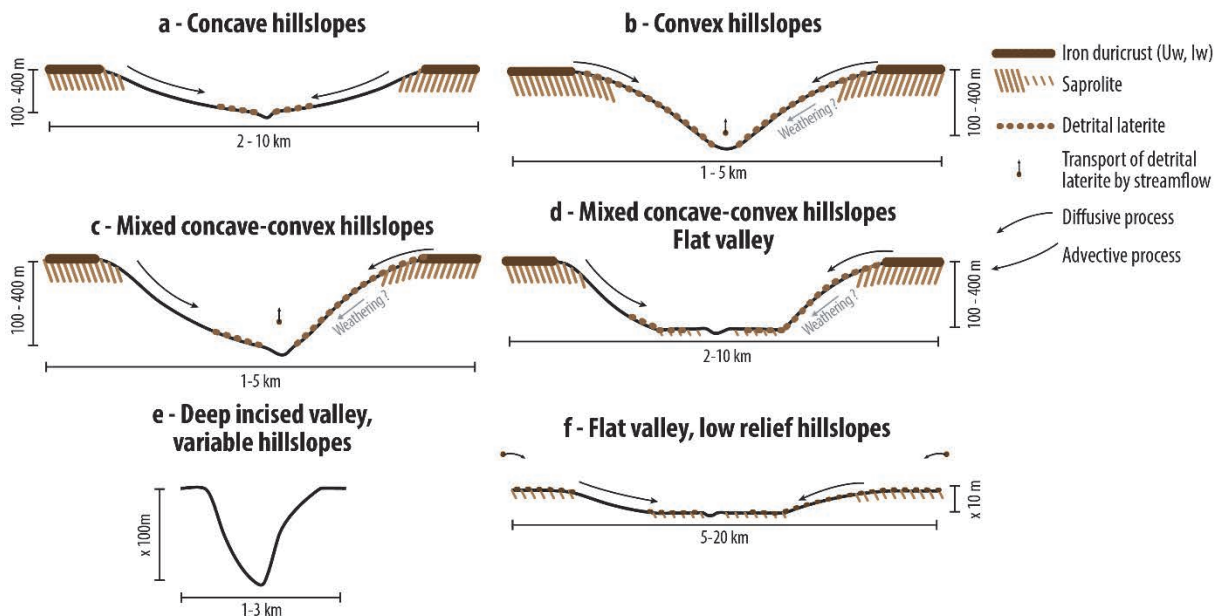 a - Concave hillslopes
100 - 400 m
2 - 10 km
b - Convex hillslopes
Weathering ?
100 - 400 m
1 - 5 km
Iron duricrust (Uw, Iw)
Saprolite
Detrital laterite
Transport of detrital
laterite by streamflow
Diffusive process
Advective process
c - Mixed concave-convex hillslopes
100 - 400 m
Weathering ?
1-5 km
d - Mixed concave-convex hillslopes
Flat valley
Weathering ?
100 - 400 m
2-10 km
e - Deep incised valley,
variable hillslopes
x 100m
1-3 km
f - Flat valley, low relief hillslopes
x 10 m
5-20 km